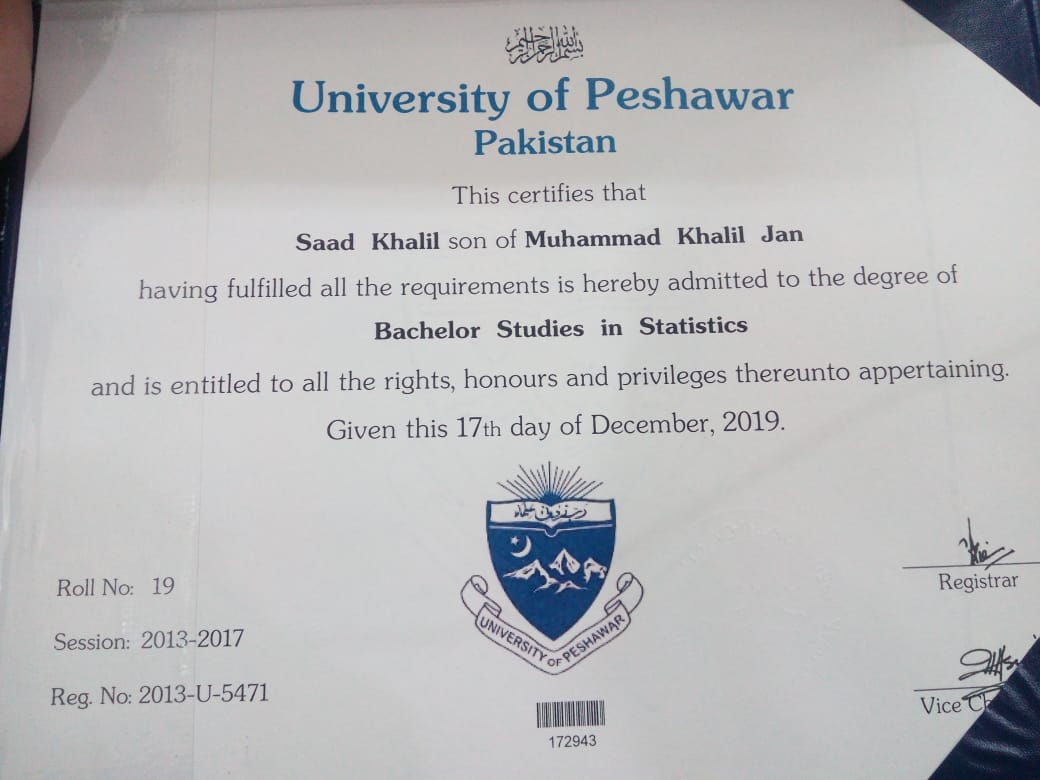 بسم الله الرحمن الرحيم
University of Peshawar
Pakistan
This certifies that
Saad Khalil son of Muhammad Khalil Jan
having fulfilled all the requirements is hereby admitted to the degree of
Bachelor Studies in Statistics
and is entitled to all the rights, honours and privileges thereunto appertaining.
Given this 17th day of December, 2019.
Roll No: 19
Session: 2013-2017
Reg. No: 2013-U-5471
UNIVERSITY OF PESHAWAR
172943
Registrar
Vice Ch